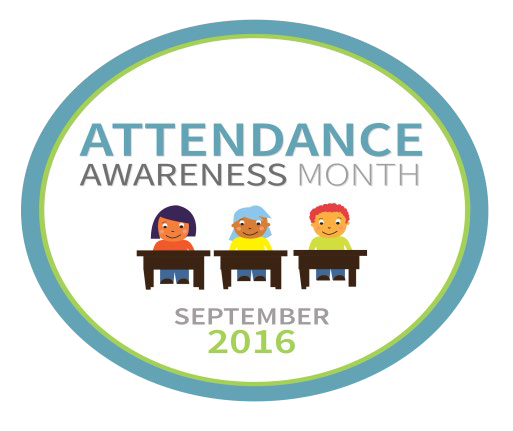 ATTENDANCE
AWARENESS MONTH
SEPTEMBER
2016